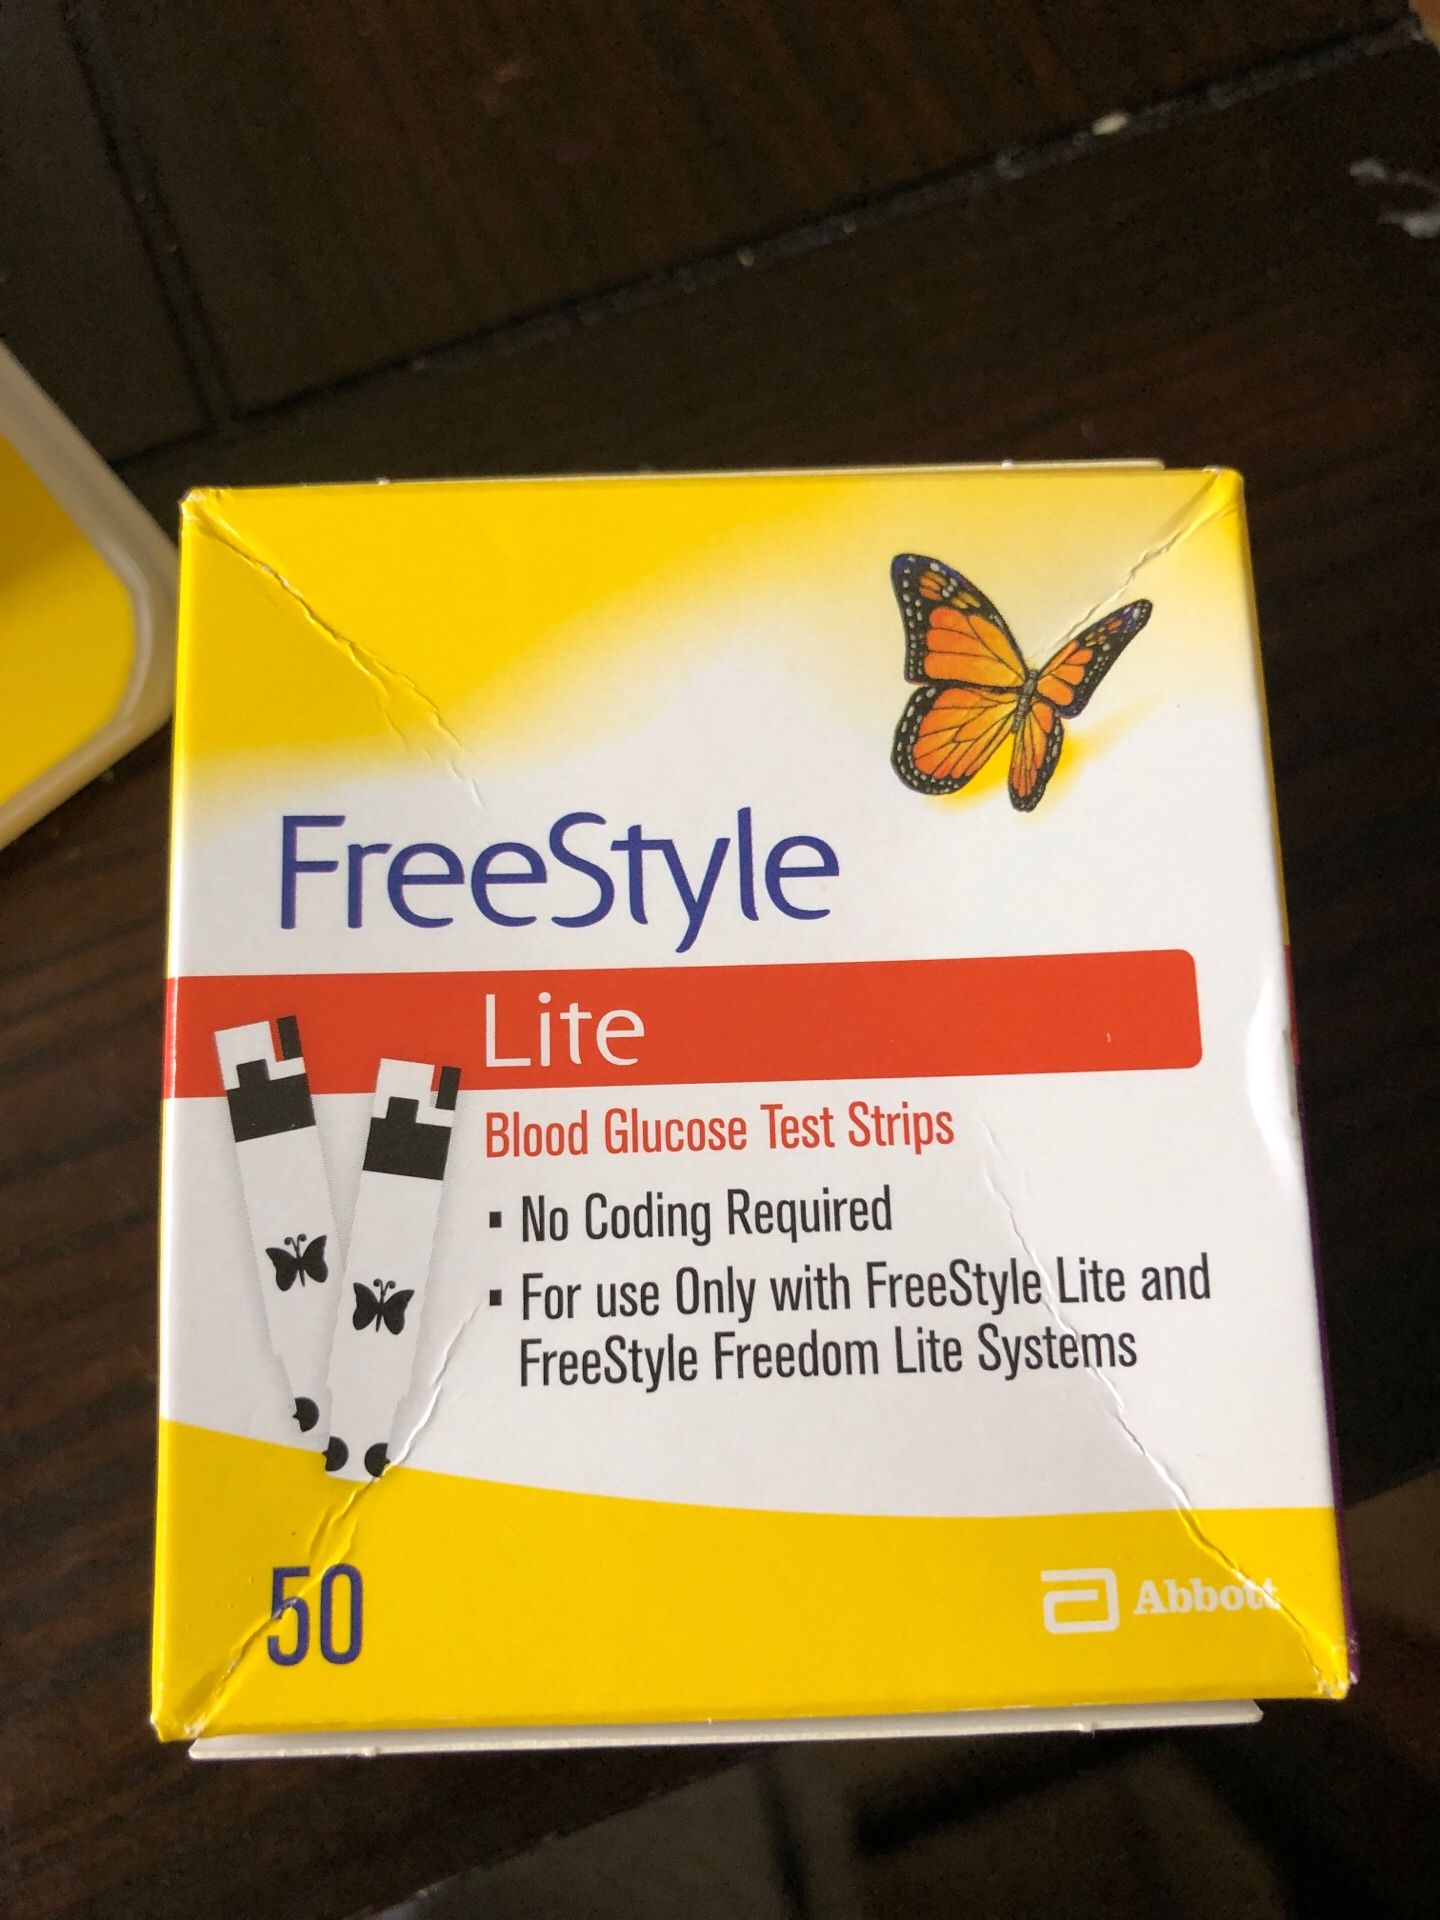 FreeStyle
Lite
Blood Glucose Test Strips
▪ No Coding Required
▪ For use Only with FreeStyle Lite and
FreeStyle Freedom Lite Systems
50
Abbott